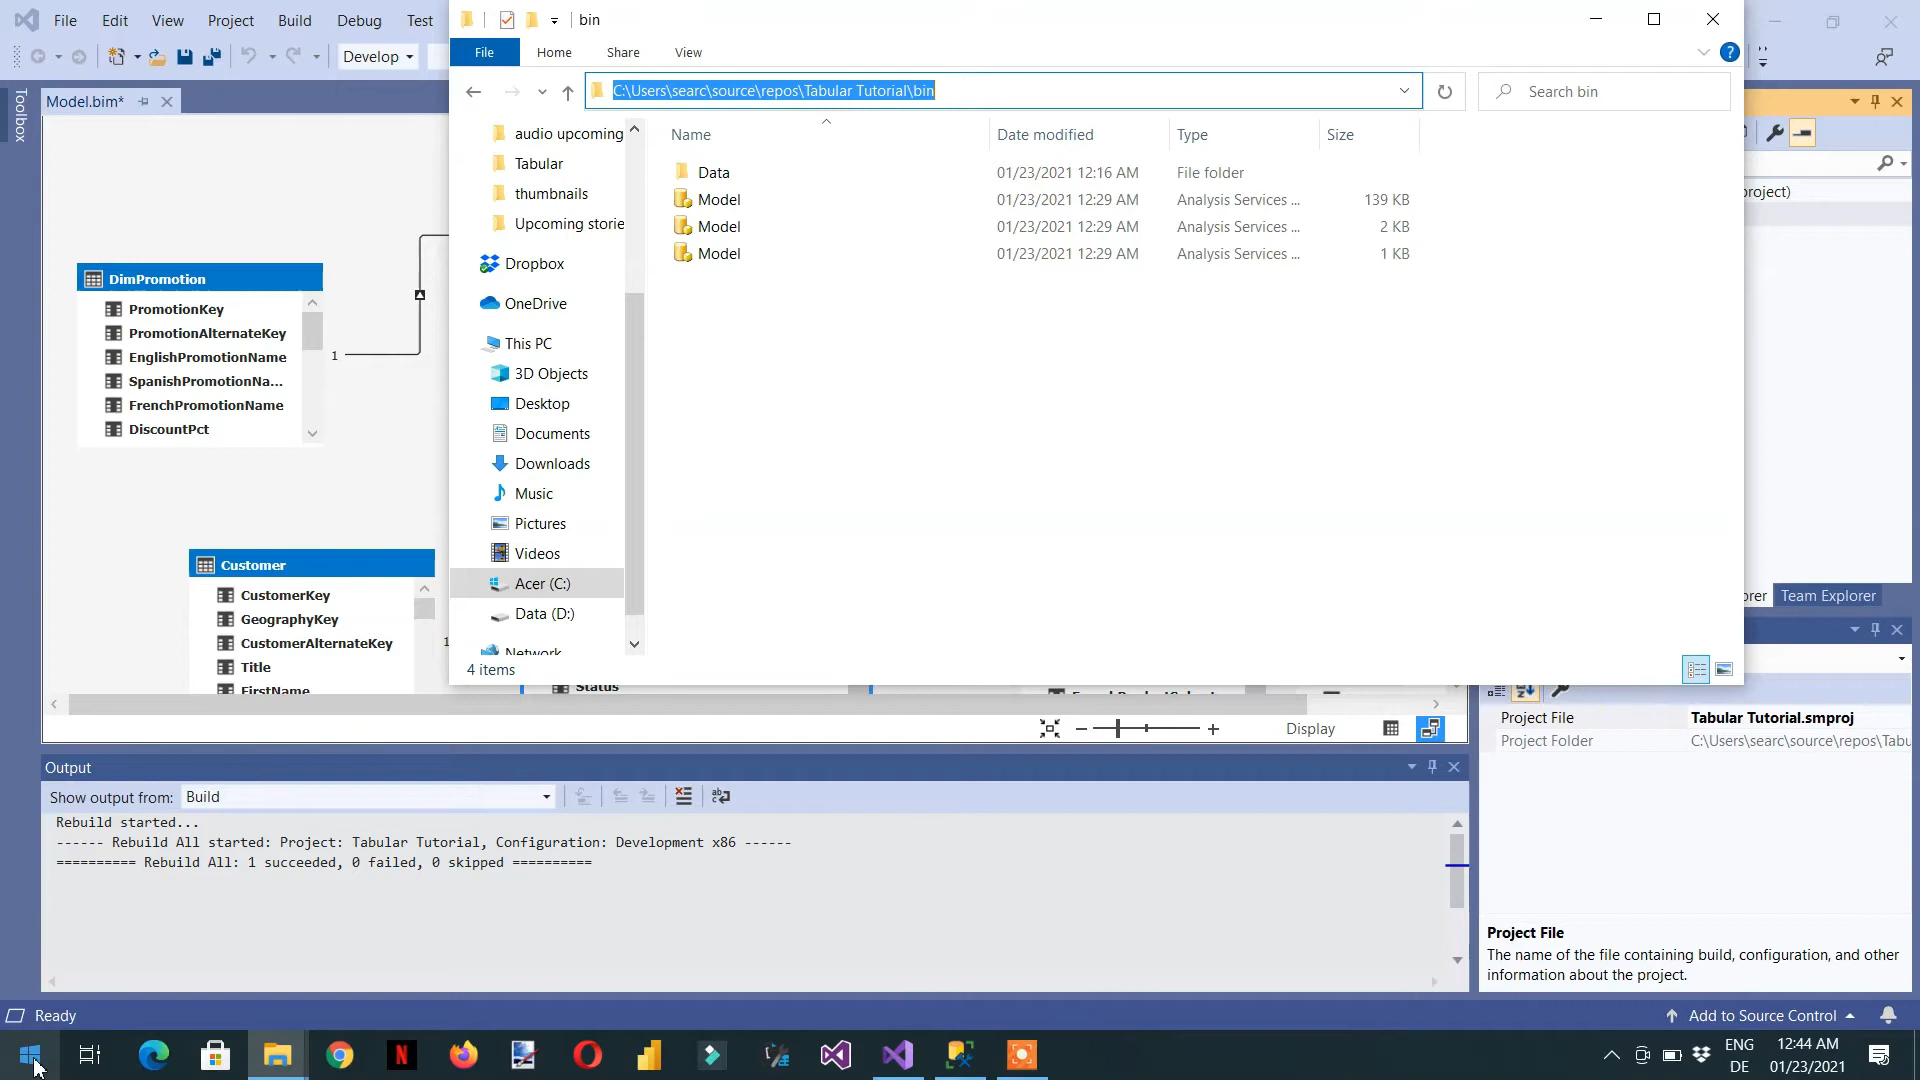 File Edit View Project Build Debug Test
bin
Develop
File Home Share View
C:\Users\searc\source\repos\Tabular Tutorial\bin
Search bin
Toolbox
Model.bim*
Name Date modified Type Size
audio upcoming
Tabular
thumbnails
Upcoming storie
Dropbox
OneDrive
This PC
3D Objects
Desktop
Documents
Downloads
Music
Pictures
Videos
Acer (C:)
Data (D:)
Network
Data 01/23/2021 12:16 AM File folder
Model 01/23/2021 12:29 AM Analysis Services ... 139 KB
Model 01/23/2021 12:29 AM Analysis Services ... 2 KB
Model 01/23/2021 12:29 AM Analysis Services ... 1 KB
4 items
DimPromotion
PromotionKey
PromotionAlternateKey
EnglishPromotionName
SpanishPromotionNa...
FrenchPromotionName
DiscountPct
1
Customer
CustomerKey
GeographyKey
CustomerAlternateKey
Title
FirstName
1
Status
Display
roject)
orer Team Explorer
Project File Tabular Tutorial.smproj
Project Folder C:\Users\searc\source\repos\Tabu
Project File
The name of the file containing build, configuration, and other
information about the project.
Output
Show output from: Build
Rebuild started...
------ Rebuild All started: Project: Tabular Tutorial, Configuration: Development x86 ------
========== Rebuild All: 1 succeeded, 0 failed, 0 skipped ==========
Ready
Add to Source Control
ENG
DE
12:44 AM
01/23/2021